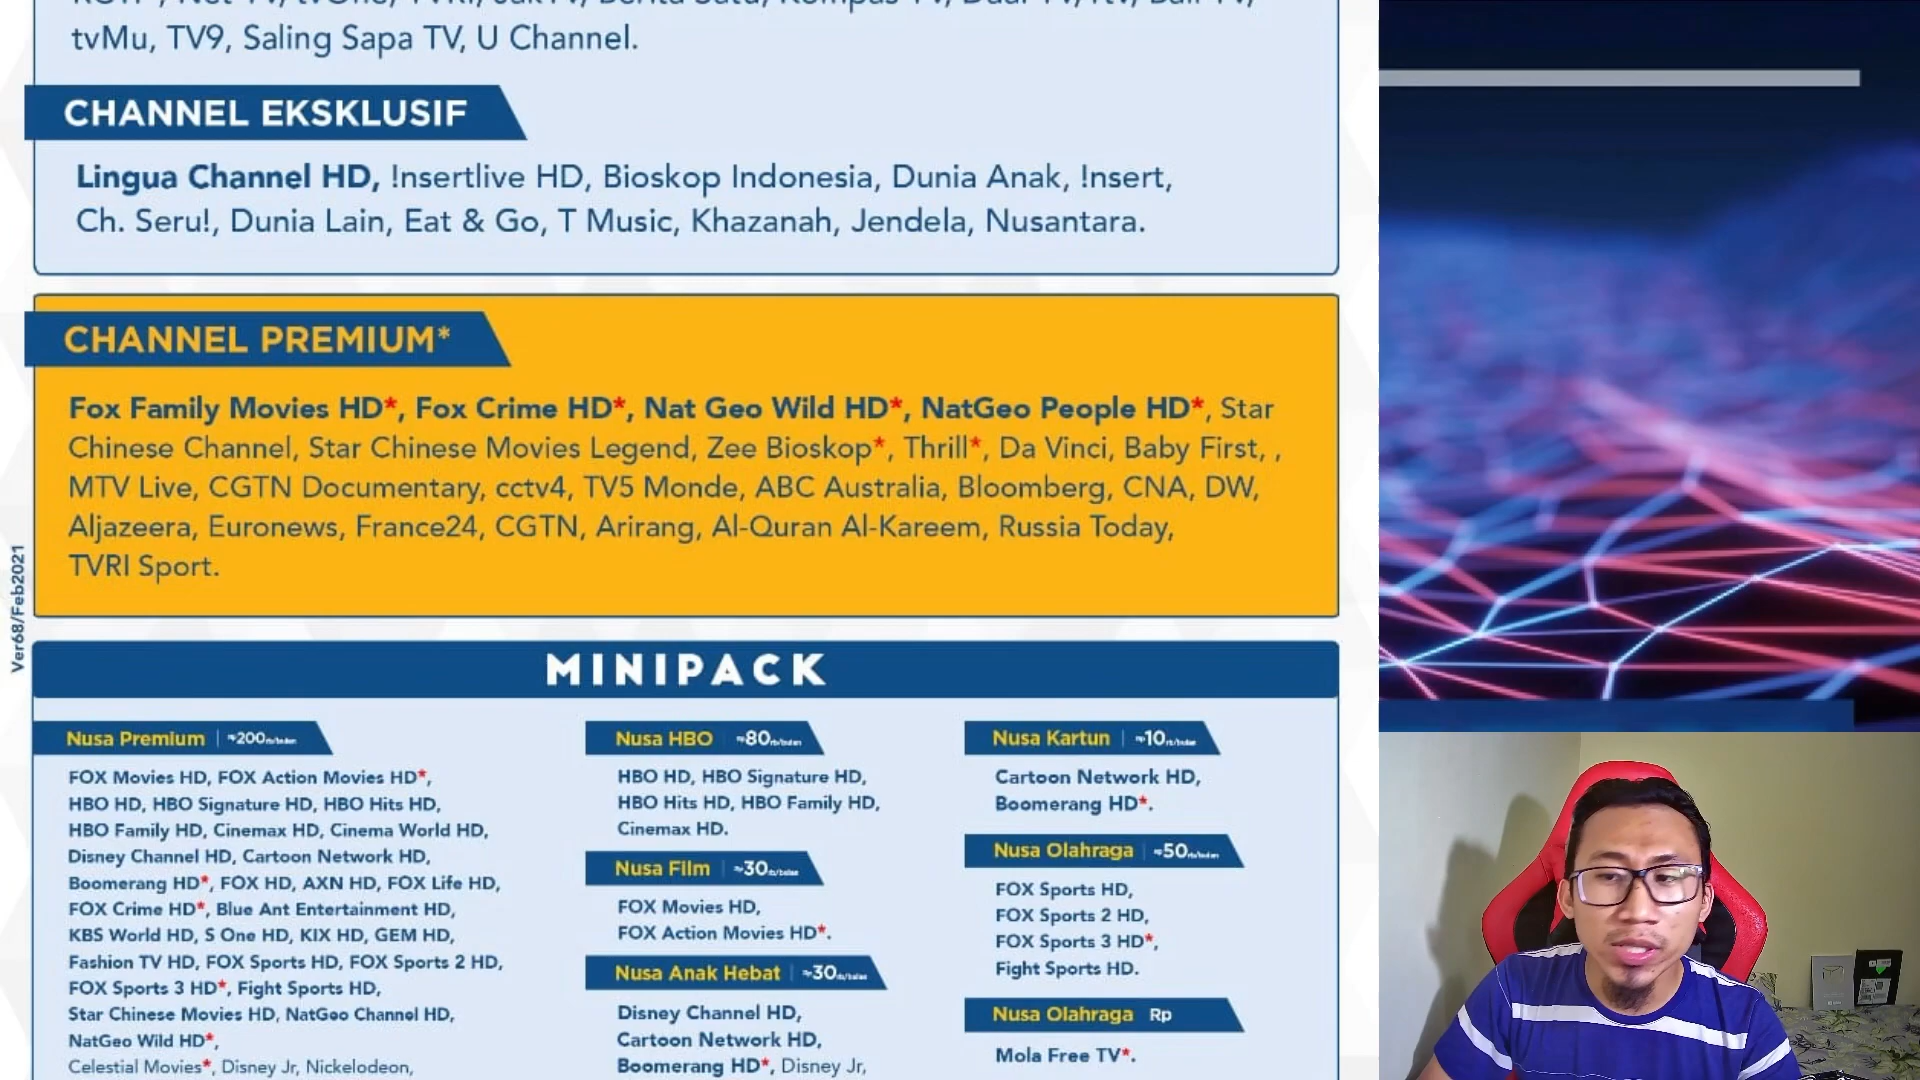 tvMu, TV9, Saling Sapa TV, U Channel.
CHANNEL EKSKLUSIF
Lingua Channel HD, !nsertlive HD, Bioskop Indonesia, Dunia Anak, !nsert,
Ch. Seru!, Dunia Lain, Eat & Go, T Music, Khazanah, Jendela, Nusantara.
CHANNEL PREMIUM*
Fox Family Movies HD*, Fox Crime HD*, Nat Geo Wild HD*, NatGeo People HD*, Star
Chinese Channel, Star Chinese Movies Legend, Zee Bioskop*, Thrill*, Da Vinci, Baby First, ,
MTV Live, CGTN Documentary, cctv4, TV5 Monde, ABC Australia, Bloomberg, CNA, DW,
Aljazeera, Euronews, France24, CGTN, Arirang, Al-Quran Al-Kareem, Russia Today,
TVRI Sport.
Ver68/Feb2021
MINIPACK
Nusa Premium | Rp200rb/bulan
FOX Movies HD, FOX Action Movies HD*,
HBO HD, HBO Signature HD, HBO Hits HD,
HBO Family HD, Cinemax HD, Cinema World HD,
Disney Channel HD, Cartoon Network HD,
Boomerang HD*, FOX HD, AXN HD, FOX Life HD,
FOX Crime HD*, Blue Ant Entertainment HD,
KBS World HD, S One HD, KIX HD, GEM HD,
Fashion TV HD, FOX Sports HD, FOX Sports 2 HD,
FOX Sports 3 HD*, Fight Sports HD,
Star Chinese Movies HD, NatGeo Channel HD,
NatGeo Wild HD*,
Celestial Movies*, Disney Jr, Nickelodeon,
Nusa HBO | Rp80rb/bulan
HBO HD, HBO Signature HD,
HBO Hits HD, HBO Family HD,
Cinemax HD.
Nusa Film | Rp30rb/bulan
FOX Movies HD,
FOX Action Movies HD*.
Nusa Anak Hebat | Rp30rb/bulan
Disney Channel HD,
Cartoon Network HD,
Boomerang HD*, Disney Jr,
Nusa Kartun | Rp10rb/bulan
Cartoon Network HD,
Boomerang HD*.
Nusa Olahraga | Rp50rb/bulan
FOX Sports HD,
FOX Sports 2 HD,
FOX Sports 3 HD*,
Fight Sports HD.
Nusa Olahraga Rp
Mola Free TV*.